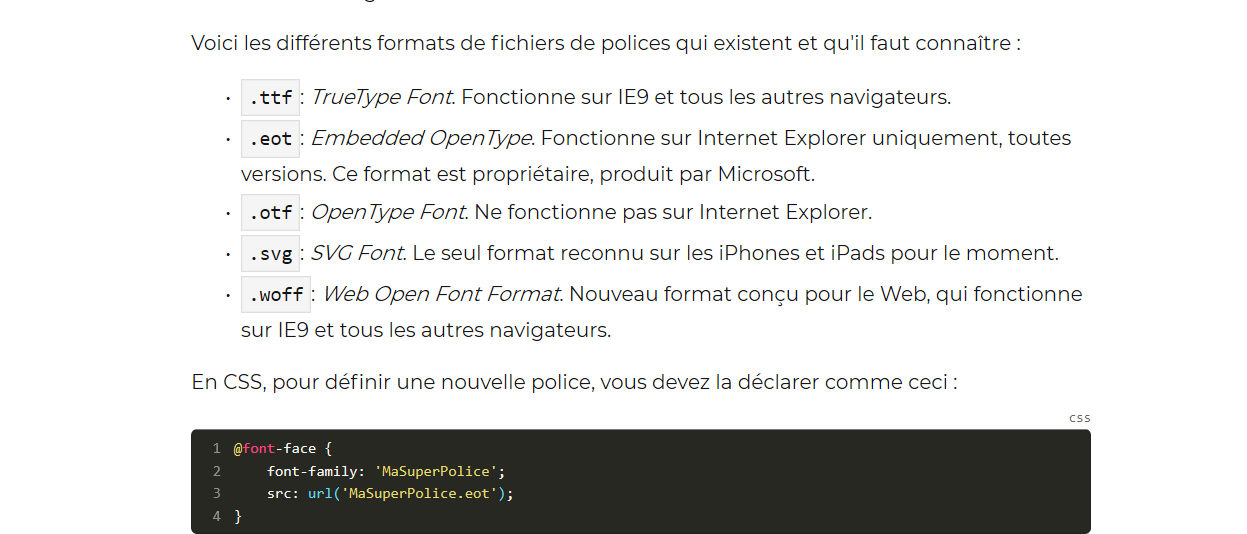 Voici les différents formats de fichiers de polices qui existent et qu'il faut connaître :
• .ttf : TrueType Font. Fonctionne sur IE9 et tous les autres navigateurs.
• .eot : Embedded OpenType. Fonctionne sur Internet Explorer uniquement, toutes
versions. Ce format est propriétaire, produit par Microsoft.
• .otf : OpenType Font. Ne fonctionne pas sur Internet Explorer.
• .svg : SVG Font. Le seul format reconnu sur les iPhones et iPads pour le moment.
• .woff : Web Open Font Format. Nouveau format conçu pour le Web, qui fonctionne
sur IE9 et tous les autres navigateurs.
En CSS, pour définir une nouvelle police, vous devez la déclarer comme ceci :
css
1 @font-face {
2     font-family: 'MaSuperPolice';
3     src: url('MaSuperPolice.eot');
4 }